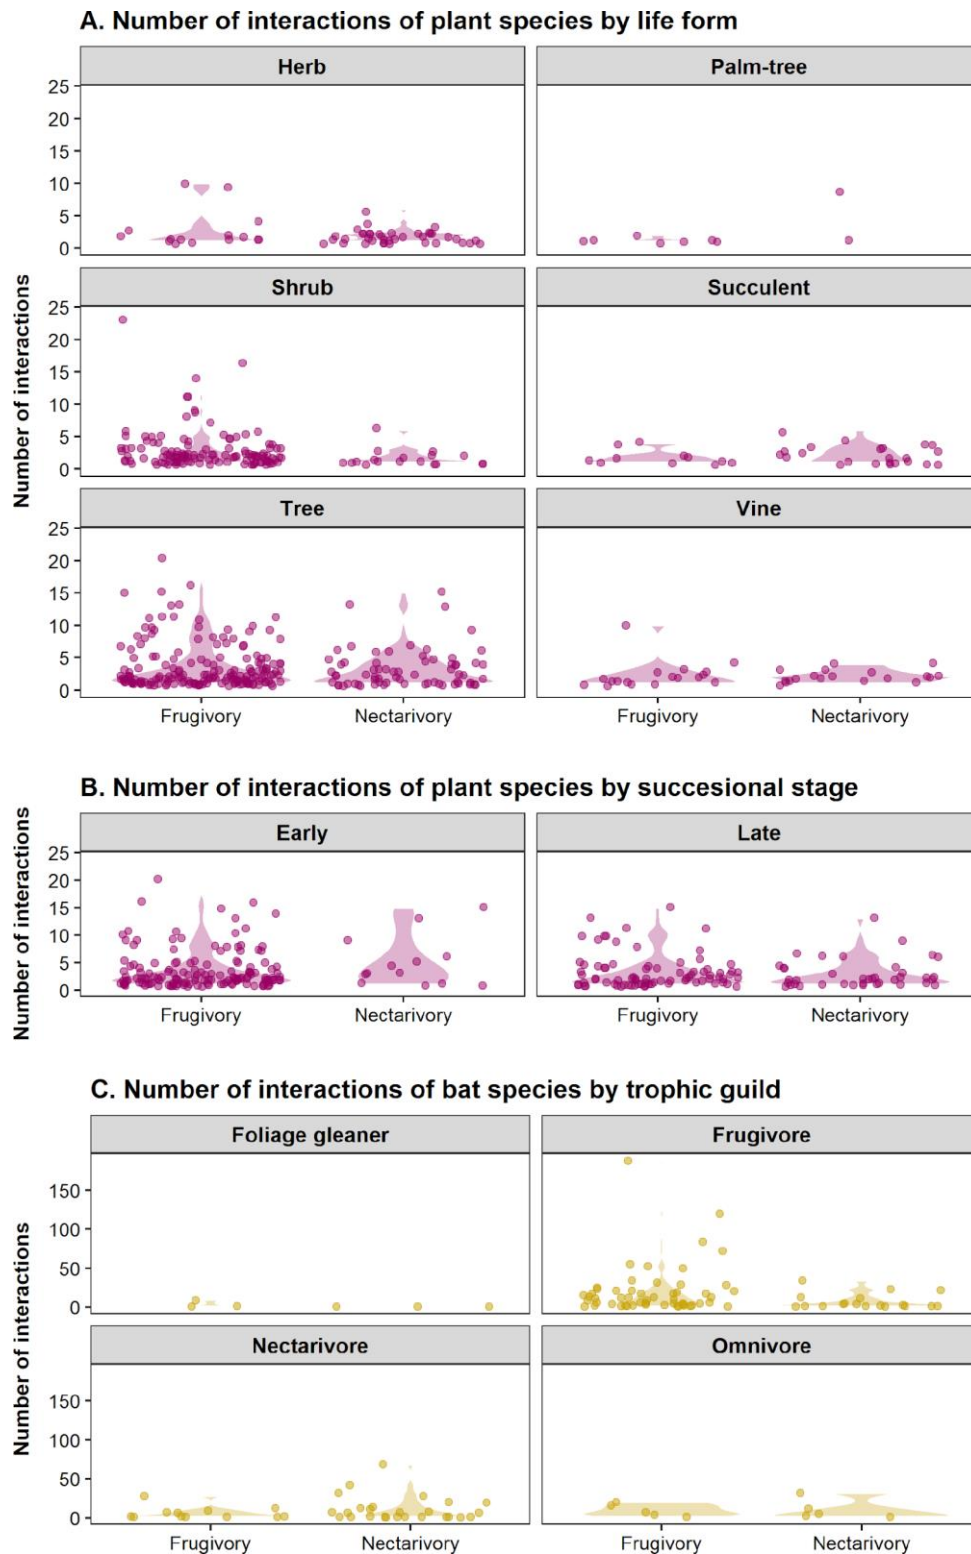 A. Number of interactions of plant species by life form
Herb
Palm-tree
25
20
15
10
5
0
Shrub
Succulent
25
20
15
10
5
0
Number of interactions
Tree
Vine
25
20
15
10
5
0
Frugivory
Nectarivory
Frugivory
Nectarivory
B. Number of interactions of plant species by succesional stage
Early
Late
25
20
15
10
5
0
Number of interactions
Frugivory
Nectarivory
Frugivory
Nectarivory
C. Number of interactions of bat species by trophic guild
Foliage gleaner
Frugivore
150
100
50
0
Number of interactions
Nectarivore
Omnivore
150
100
50
0
Frugivory
Nectarivory
Frugivory
Nectarivory